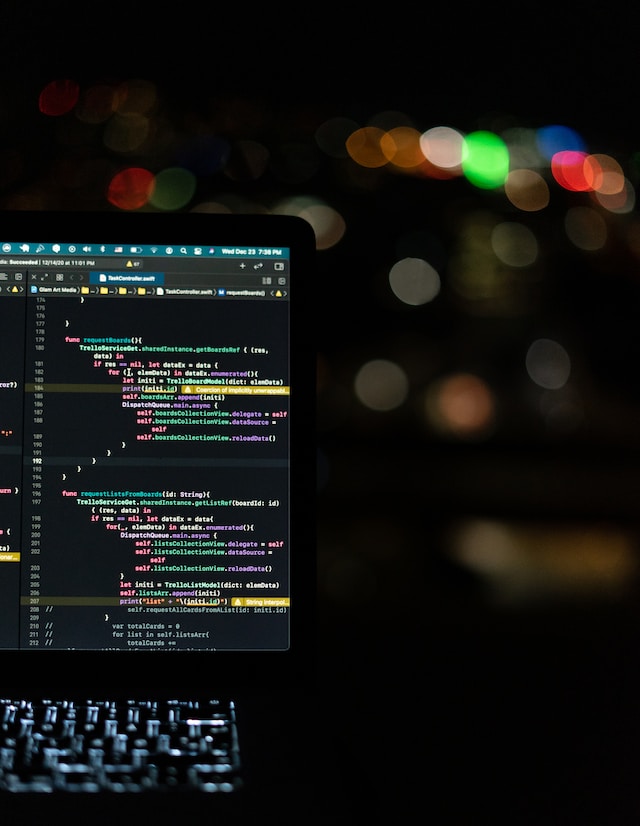 Wed Dec 23 7:38 PM
Succeeded | 12/14/20 at 11:01 PM
67
TaskController.swift
Glam Art Media
TaskController.swift
M requestBoards()
174 }
175
176
177 }
178
179 func requestBoards(){
180 TrelloServiceGet.sharedInstance.getBoardsRef { (res,
data) in
181 if res == nil, let dataEx = data {
182 for (I, elemData) in dataEx.enumerated(){
183 let initi = TrelloBoardModel(dict: elemData)
184 print(initi.id) Coercion of implicitly unwrappabl...
185 self.boardsArr.append(initi)
186 DispatchQueue.main.async {
187 self.boardsCollectionView.delegate = self
188 self.boardsCollectionView.dataSource =
self
189 self.boardsCollectionView.reloadData()
190 }
191 }
192 }
193 }
194 }
195
196 func requestListsFromBoards(id: String){
197 TrelloServiceGet.sharedInstance.getListRef(boardId: id)
{ (res, data) in
198 if res == nil, let dataEx = data{
199 for(_, elemData) in dataEx.enumerated(){
200 DispatchQueue.main.async {
201 self.listsCollectionView.delegate = self
202 self.listsCollectionView.dataSource =
self
203 self.listsCollectionView.reloadData()
204 }
205 let initi = TrelloListModel(dict: elemData)
206 self.listsArr.append(initi)
207 print("list" + "\(initi.id)") String interpol...
208 // self.requestAllCardsFromAList(id: initi.id)
209 }
210 // var totalCards = 0
211 // for list in self.listsArr{
212 // totalCards +=